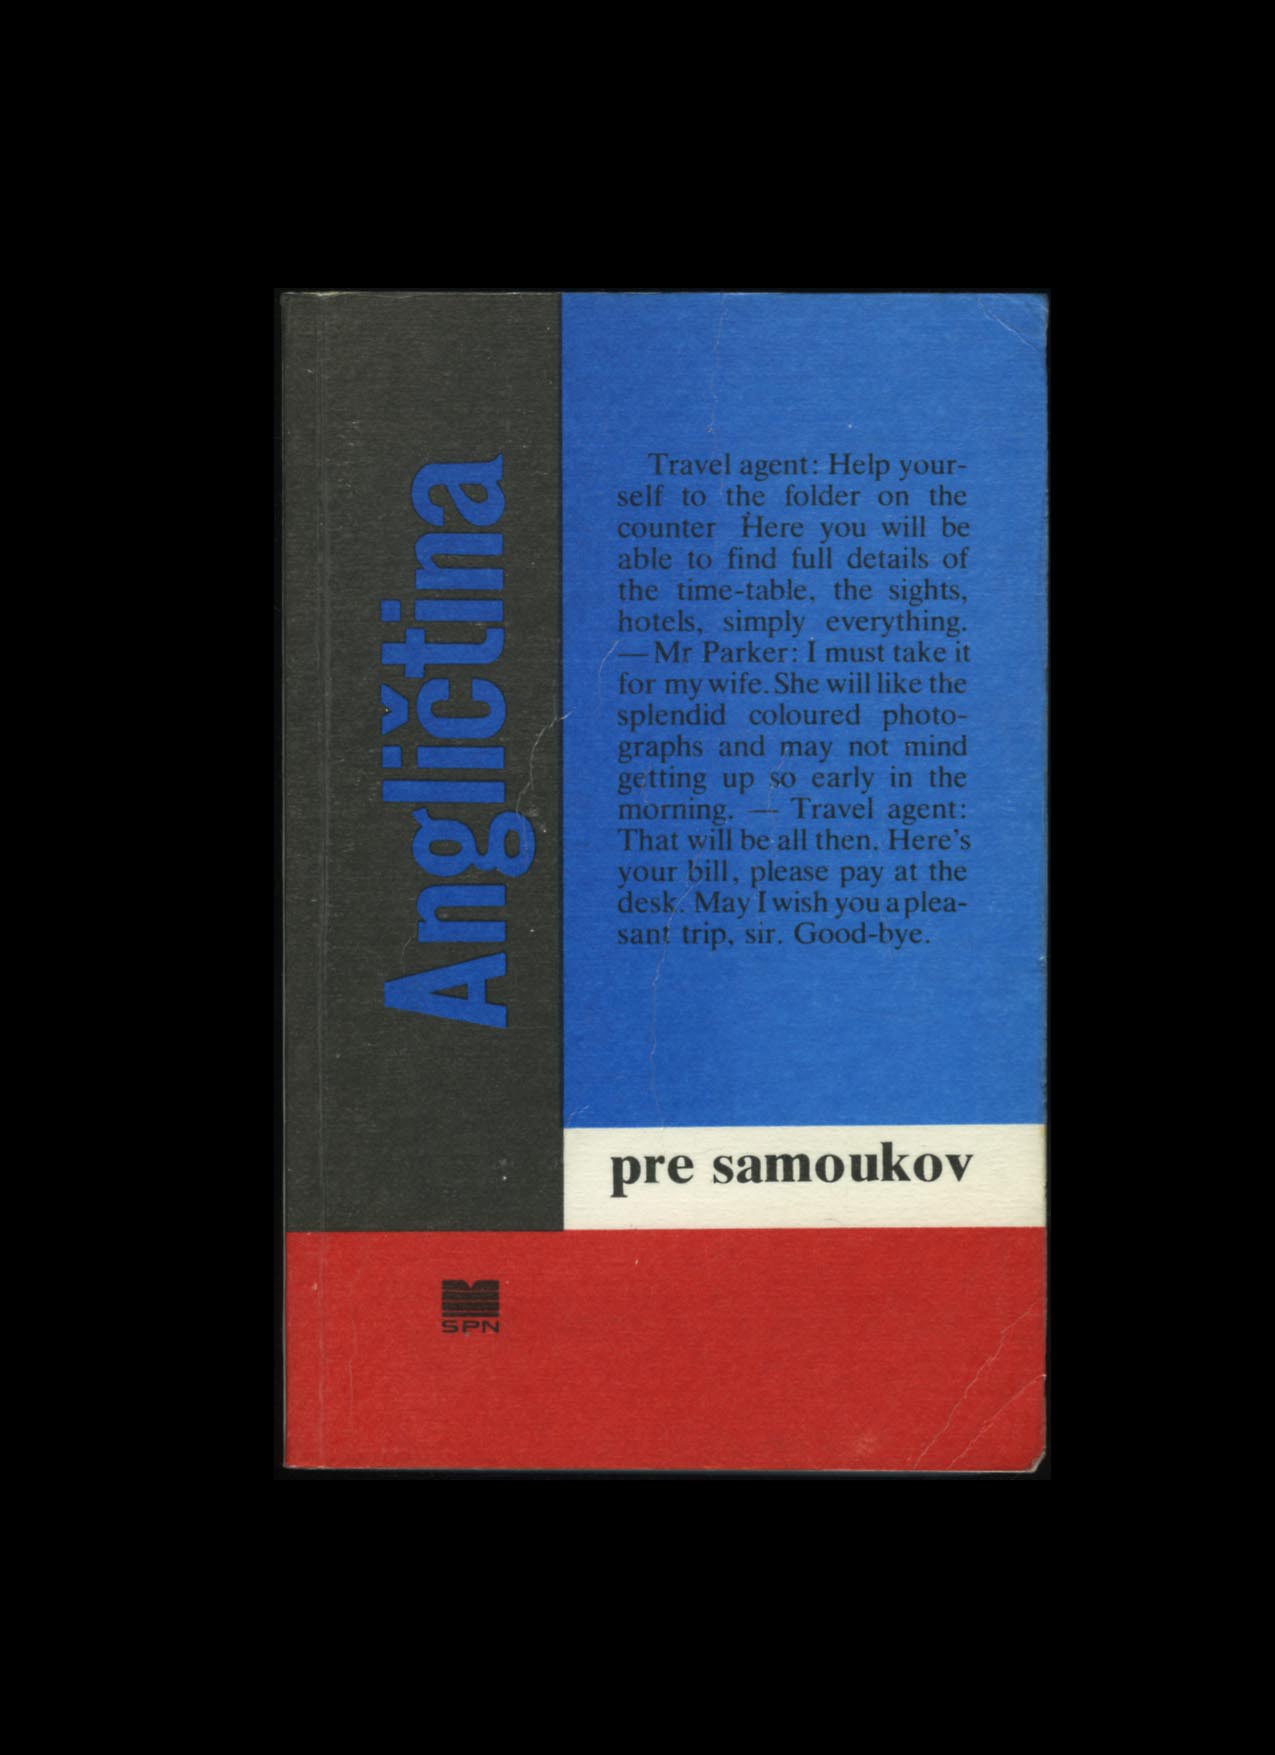 Angličtina
Travel agent: Help your-
self to the folder on the
counter Here you will be
able to find full details of
the time-table, the sights,
hotels, simply everything.
— Mr Parker: I must take it
for my wife. She will like the
splendid coloured photo-
graphs and may not mind
getting up so early in the
morning. — Travel agent:
That will be all then. Here's
your bill, please pay at the
desk. May I wish you a plea-
sant trip, sir. Good-bye.
pre samoukov
SPN